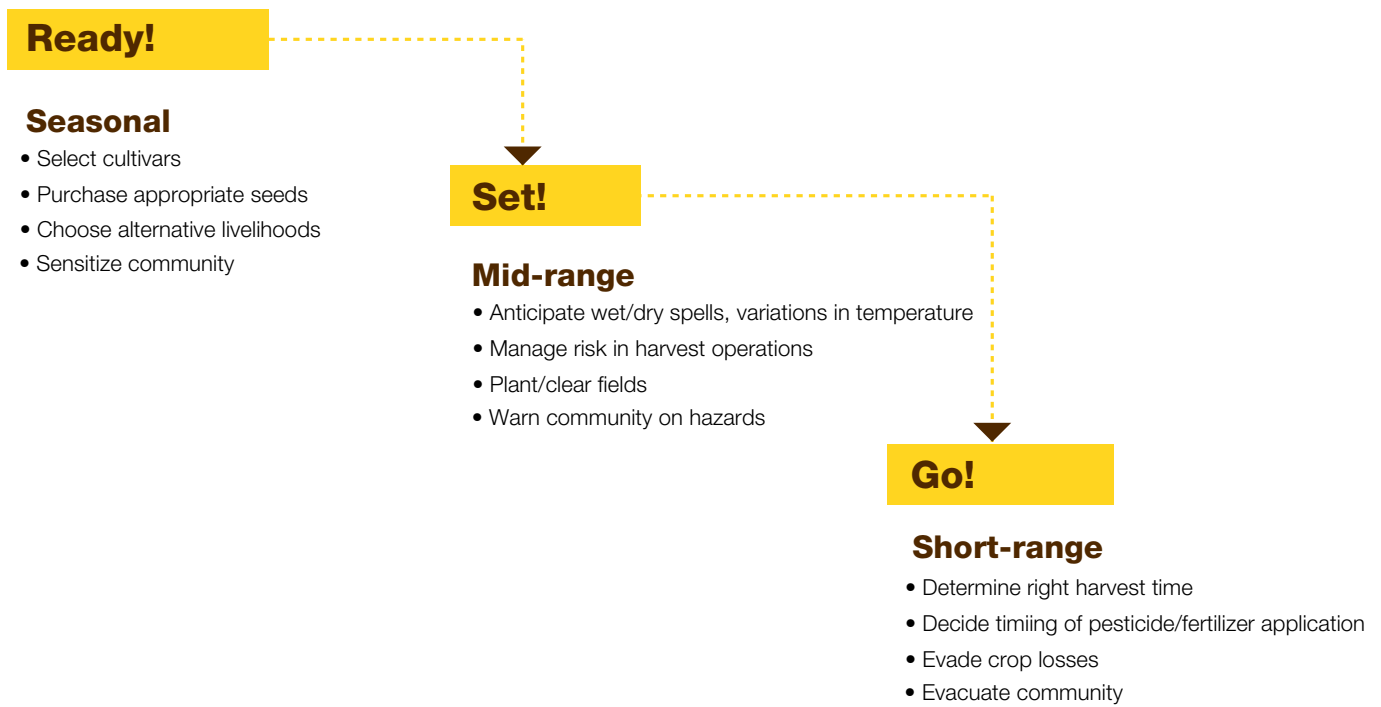 Ready!
Seasonal
• Select cultivars
• Purchase appropriate seeds
• Choose alternative livelihoods
• Sensitize community
Set!
Mid-range
• Anticipate wet/dry spells, variations in temperature
• Manage risk in harvest operations
• Plant/clear fields
• Warn community on hazards
Go!
Short-range
• Determine right harvest time
• Decide timiing of pesticide/fertilizer application
• Evade crop losses
• Evacuate community